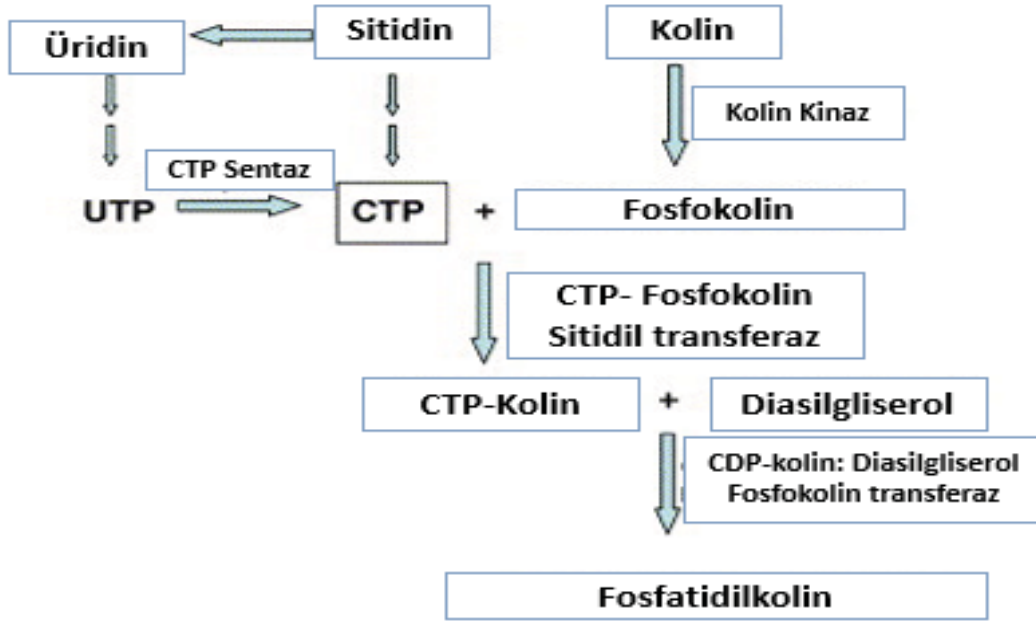 Üridin
Sitidin
Kolin
Kolin Kinaz
CTP Sentaz
UTP
CTP
+
Fosfokolin
CTP- Fosfokolin
Sitidil transferaz
CTP-Kolin
+
Diasilgliserol
CDP-kolin: Diasilgliserol
Fosfokolin transferaz
Fosfatidilkolin